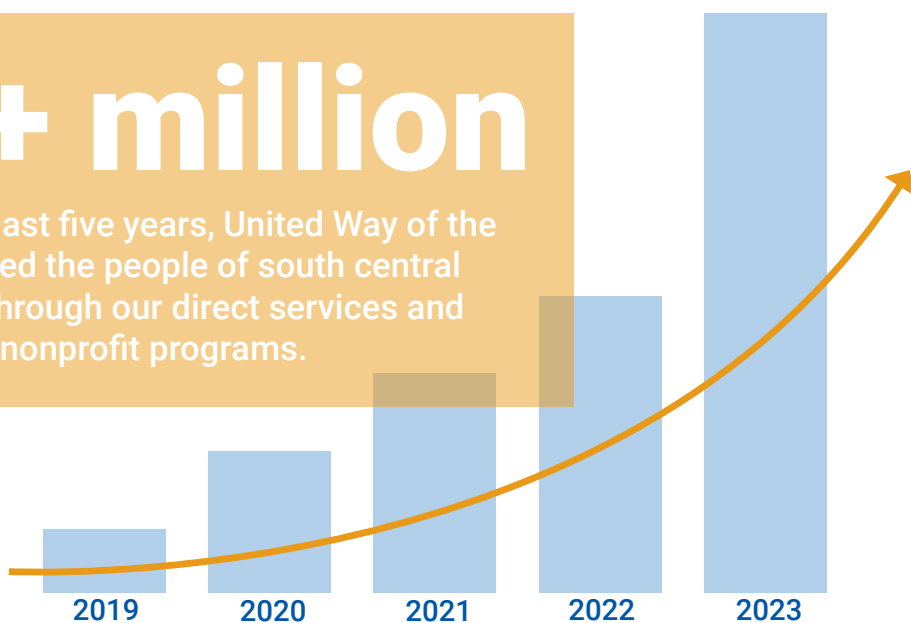 + million
ast five years, United Way of the
ed the people of south central
hrough our direct services and
nonprofit programs.
2019 2020 2021 2022 2023